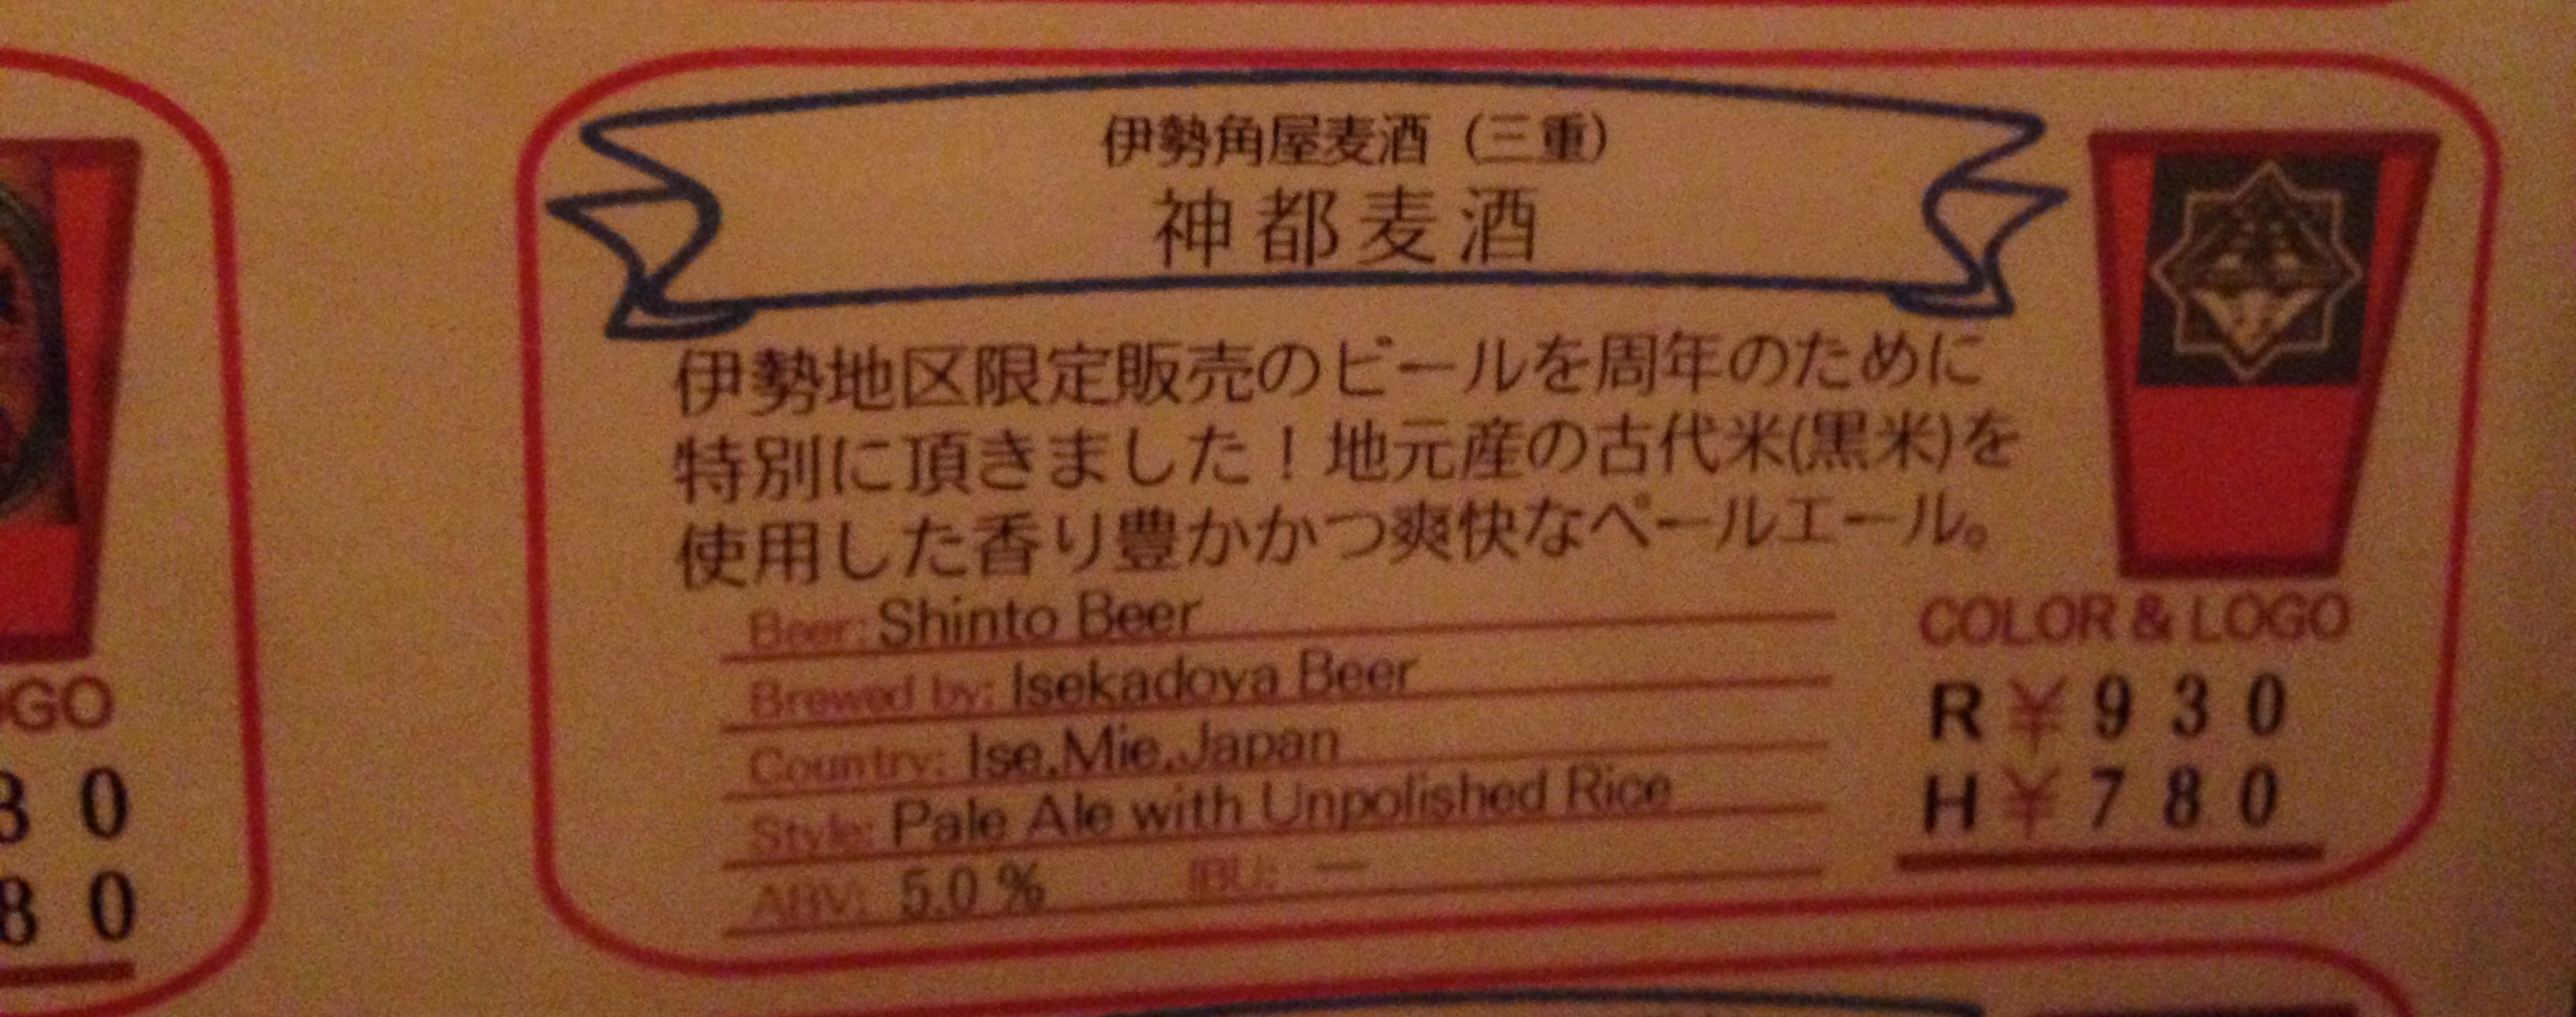 伊勢角屋麦酒（三重）
神都麦酒
伊勢地区限定販売のビールを周年のために
特別に頂きました！地元産の古代米(黒米)を
使用した香り豊かかつ爽快なペールエール。
Beer: Shinto Beer
Brewed by: Isekadoya Beer
Country: Ise,Mie,Japan
Style: Pale Ale with Unpolished Rice
ABV: 5.0 % IBU: —
COLOR & LOGO
R ¥930
H ¥780
OGO
80
80